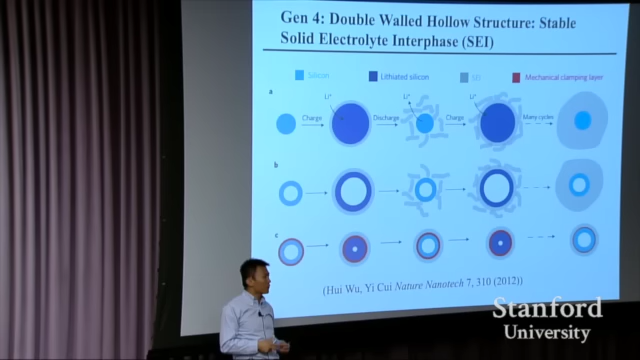 Gen 4: Double Walled Hollow Structure: Stable
Solid Electrolyte Interphase (SEI)
Silicon
Lithiated silicon
SEI
Mechanical clamping layer
a
Li⁺
Li⁺
Li⁺
Charge
Discharge
Charge
Many cycles
b
c
(Hui Wu, Yi Cui Nature Nanotech 7, 310 (2012))
Stanford
University